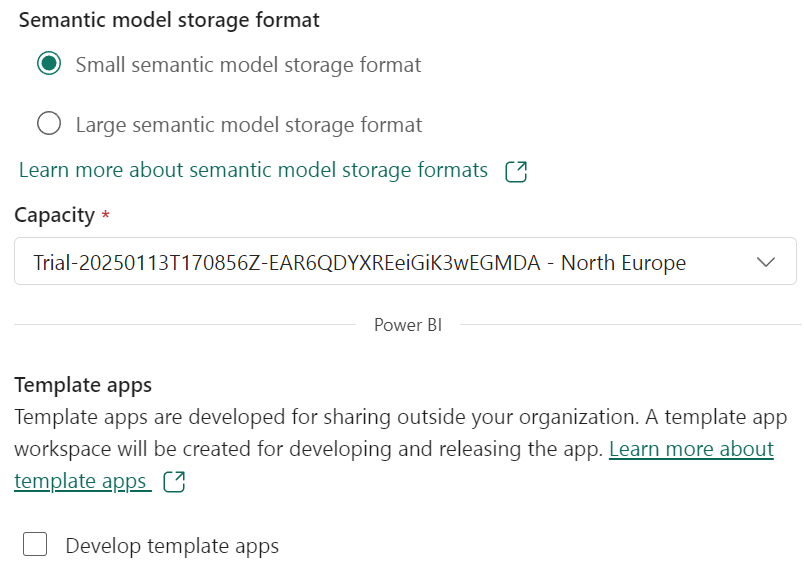 Semantic model storage format
Small semantic model storage format
Large semantic model storage format
Learn more about semantic model storage formats
Capacity *
Trial-20250113T170856Z-EAR6QDYXREeiGiK3wEGMDA - North Europe
Power BI
Template apps
Template apps are developed for sharing outside your organization. A template app
workspace will be created for developing and releasing the app. Learn more about
template apps
Develop template apps